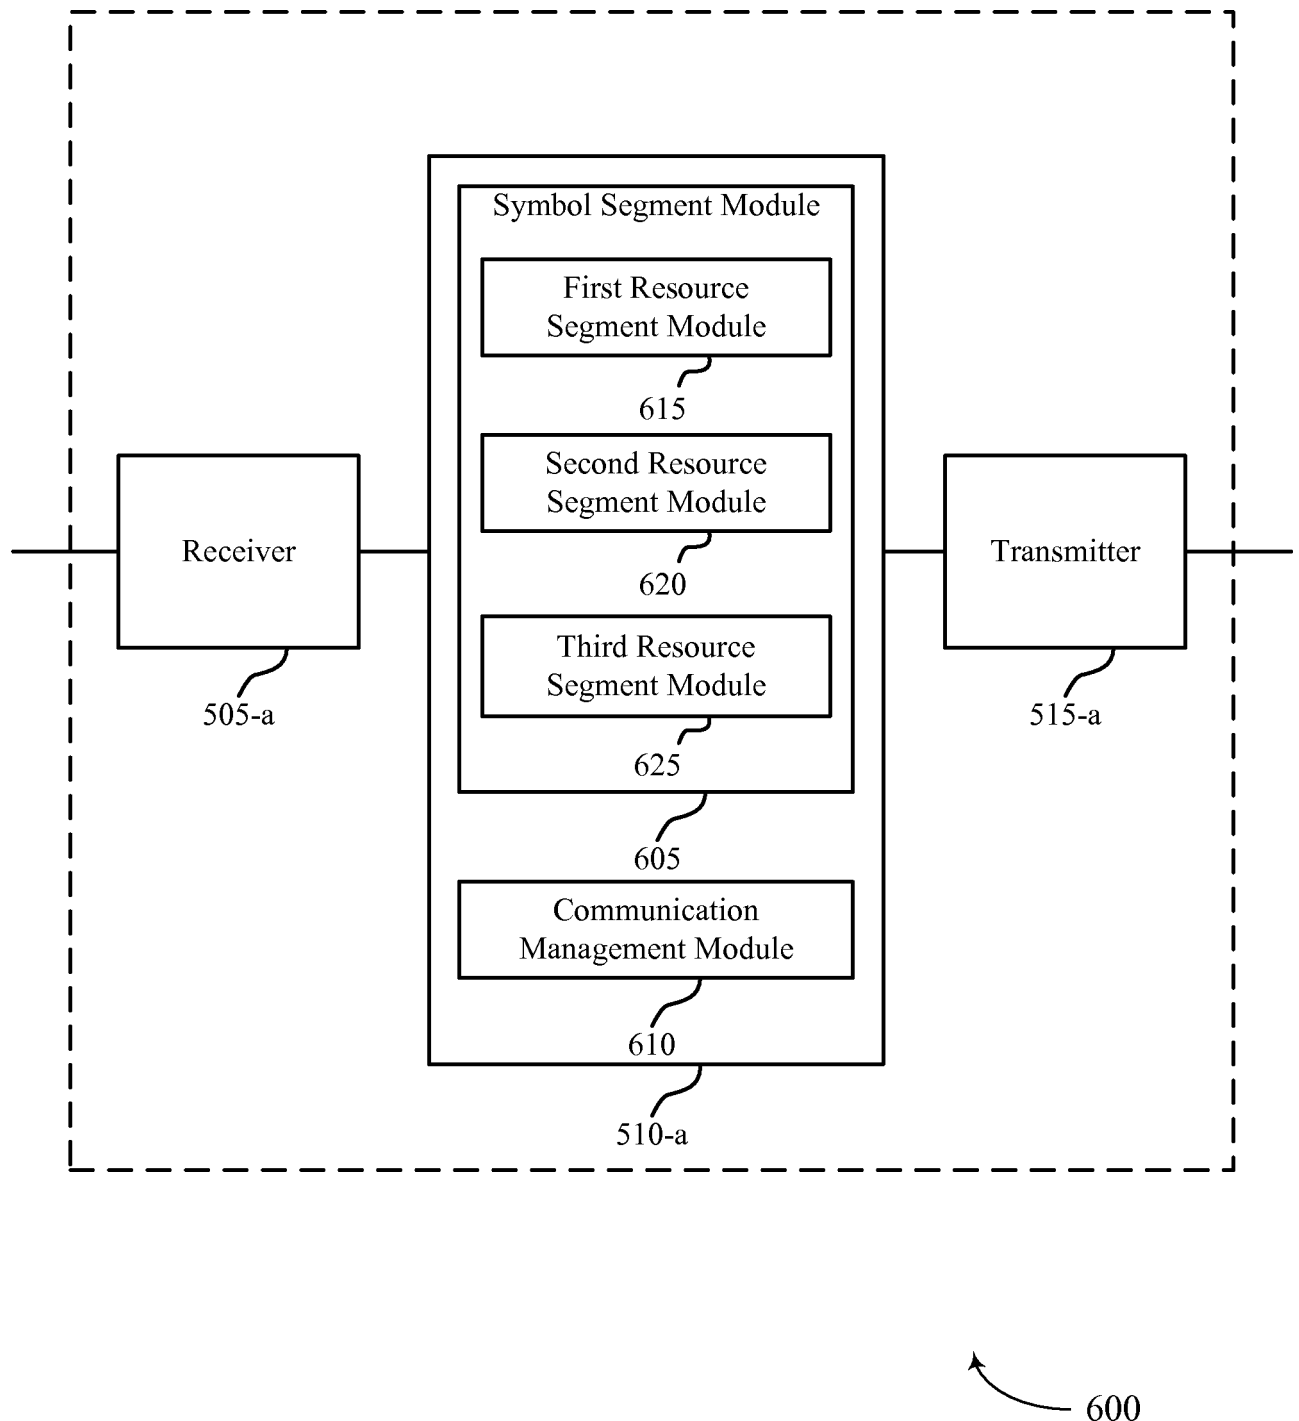 Symbol Segment Module
First Resource
Segment Module
615
Second Resource
Segment Module
620
Third Resource
Segment Module
625
605
Communication
Management Module
610
510-a
Receiver
505-a
Transmitter
515-a
600